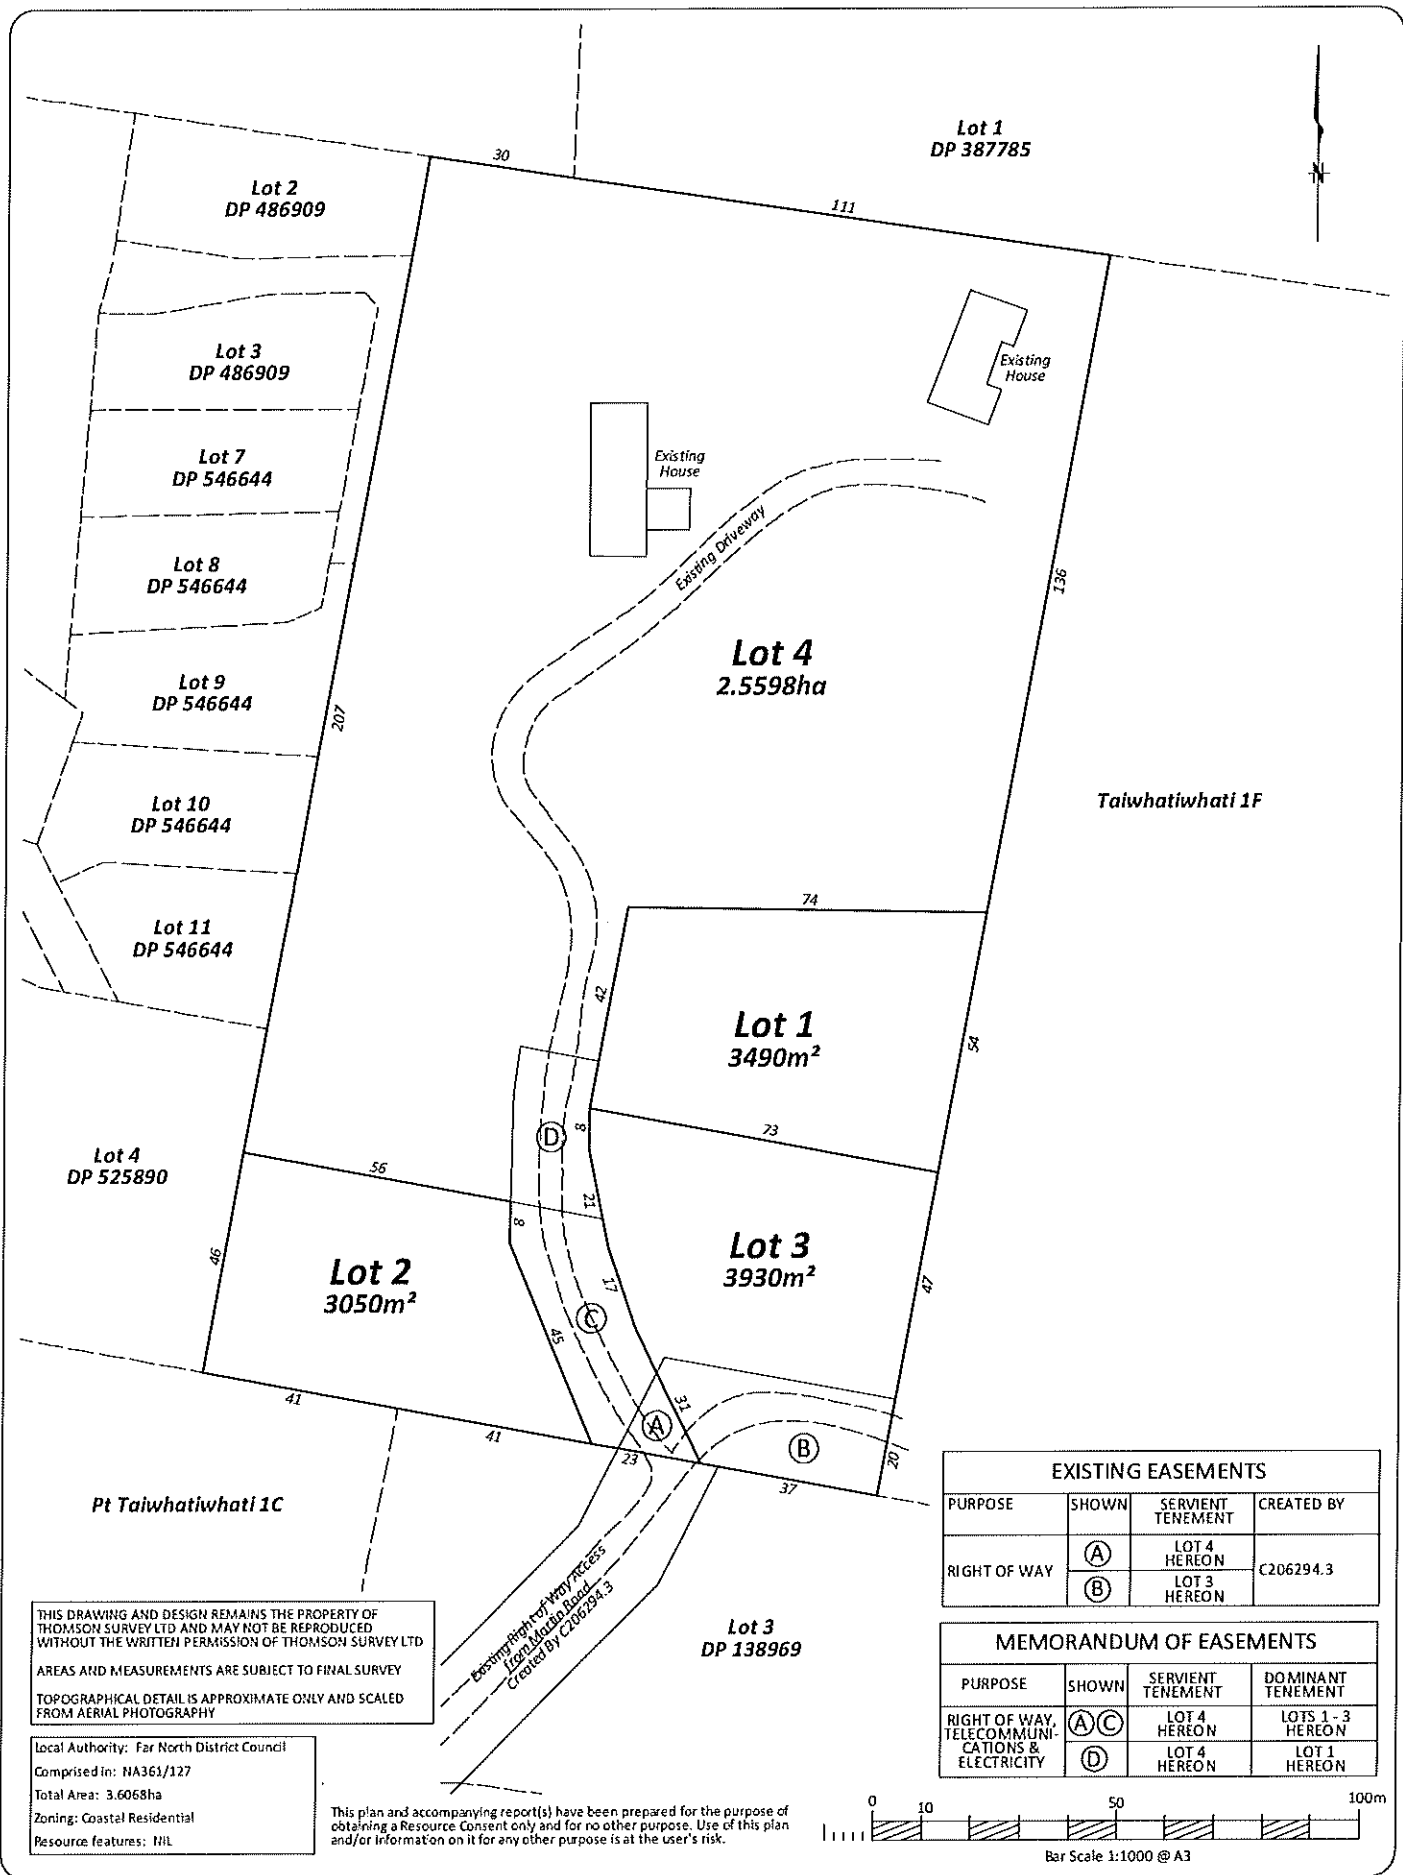 Lot 1
DP 387785
30
111
N
Lot 2
DP 486909
Lot 3
DP 486909
Existing
House
Lot 7
DP 546644
Existing
House
Existing Driveway
Lot 8
DP 546644
136
Lot 4
2.5598ha
Lot 9
DP 546644
207
Taiwhatiwhati 1F
Lot 10
DP 546644
74
Lot 11
DP 546644
42
Lot 1
3490m²
54
D
8
73
Lot 4
DP 525890
56
21
8
46
Lot 2
3050m²
Lot 3
3930m²
17
47
C
45
41
31
A
41
23
B
20
37
Pt Taiwhatiwhati 1C
Existing Right of Way Access
from Martin Road
Created By C206294.3
Lot 3
DP 138969
EXISTING EASEMENTS
PURPOSE SHOWN SERVIENT TENEMENT CREATED BY
RIGHT OF WAY A LOT 4 HEREON C206294.3
B LOT 3 HEREON
MEMORANDUM OF EASEMENTS
PURPOSE SHOWN SERVIENT TENEMENT DOMINANT TENEMENT
RIGHT OF WAY, TELECOMMUNI-CATIONS & ELECTRICITY A C LOT 4 HEREON LOTS 1 - 3 HEREON
D LOT 4 HEREON LOT 1 HEREON
THIS DRAWING AND DESIGN REMAINS THE PROPERTY OF
THOMSON SURVEY LTD AND MAY NOT BE REPRODUCED
WITHOUT THE WRITTEN PERMISSION OF THOMSON SURVEY LTD
AREAS AND MEASUREMENTS ARE SUBJECT TO FINAL SURVEY
TOPOGRAPHICAL DETAIL IS APPROXIMATE ONLY AND SCALED
FROM AERIAL PHOTOGRAPHY
Local Authority: Far North District Council
Comprised in: NA361/127
Total Area: 3.6068ha
Zoning: Coastal Residential
Resource features: NIL
This plan and accompanying report(s) have been prepared for the purpose of
obtaining a Resource Consent only and for no other purpose. Use of this plan
and/or information on it for any other purpose is at the user's risk.
0 10 50 100m
Bar Scale 1:1000 @ A3